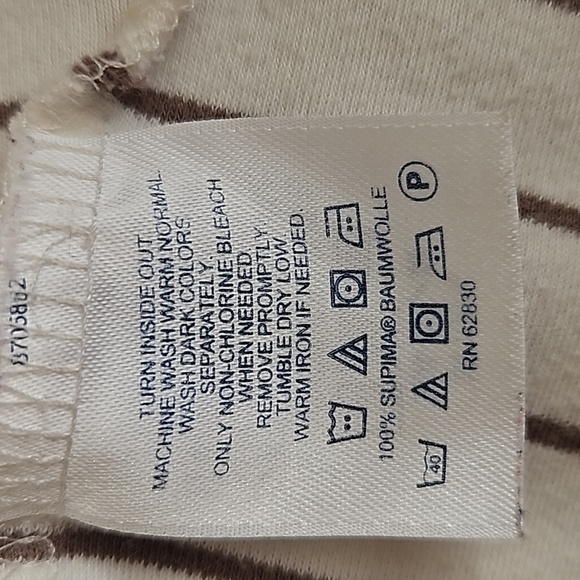 TURN INSIDE OUT
MACHINE WASH WARM NORMAL
WASH DARK COLORS
SEPARATELY.
ONLY NON-CHLORINE BLEACH
WHEN NEEDED
REMOVE PROMPTLY
TUMBLE DRY LOW
WARM IRON IF NEEDED
100% SUPIMA® BAUMWOLLE
40 P
RN 62830